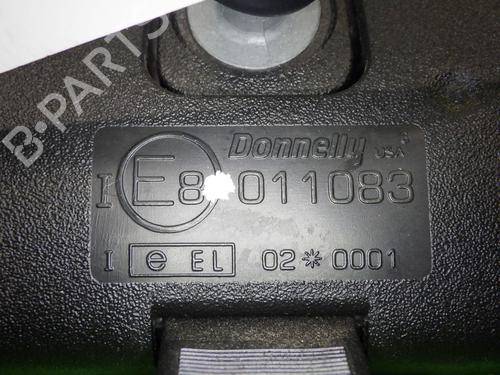 B-PARTS
Donnelly USA
I E8 011083
I e EL 02*0001